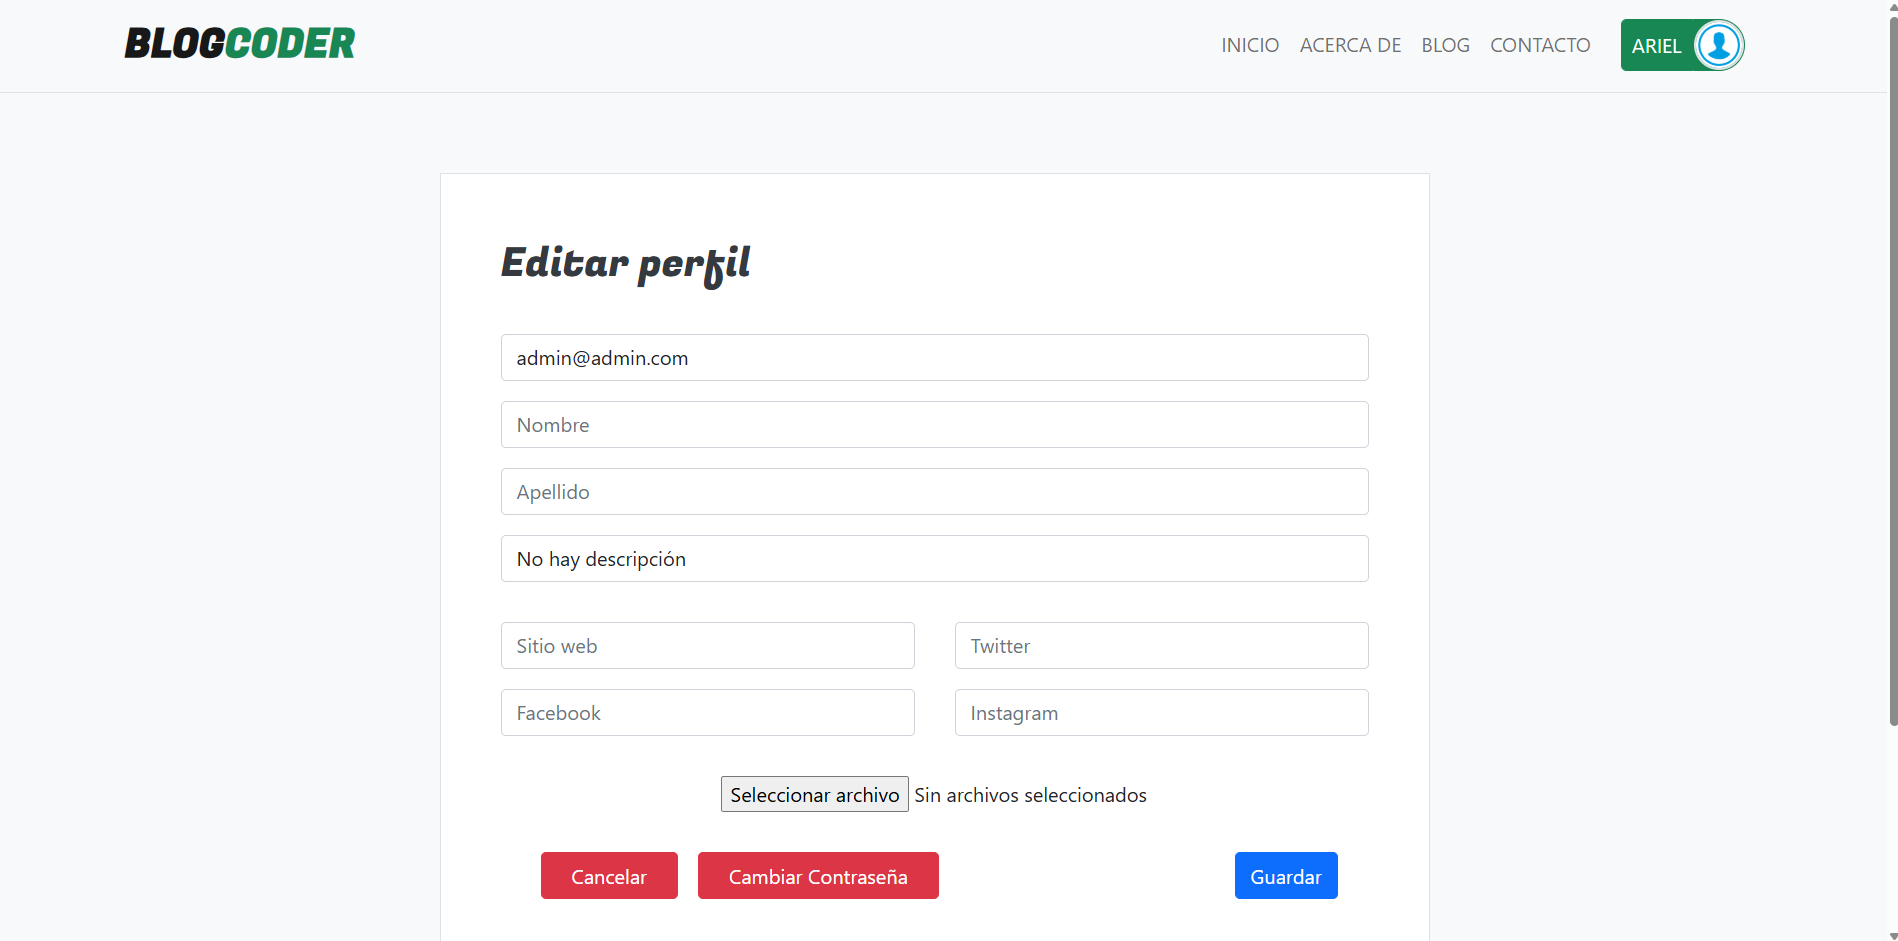 BLOGCODER
INICIO ACERCA DE BLOG CONTACTO ARIEL
Editar perfil
admin@admin.com
Nombre
Apellido
No hay descripción
Sitio web Twitter
Facebook Instagram
Seleccionar archivo Sin archivos seleccionados
Cancelar Cambiar Contraseña Guardar